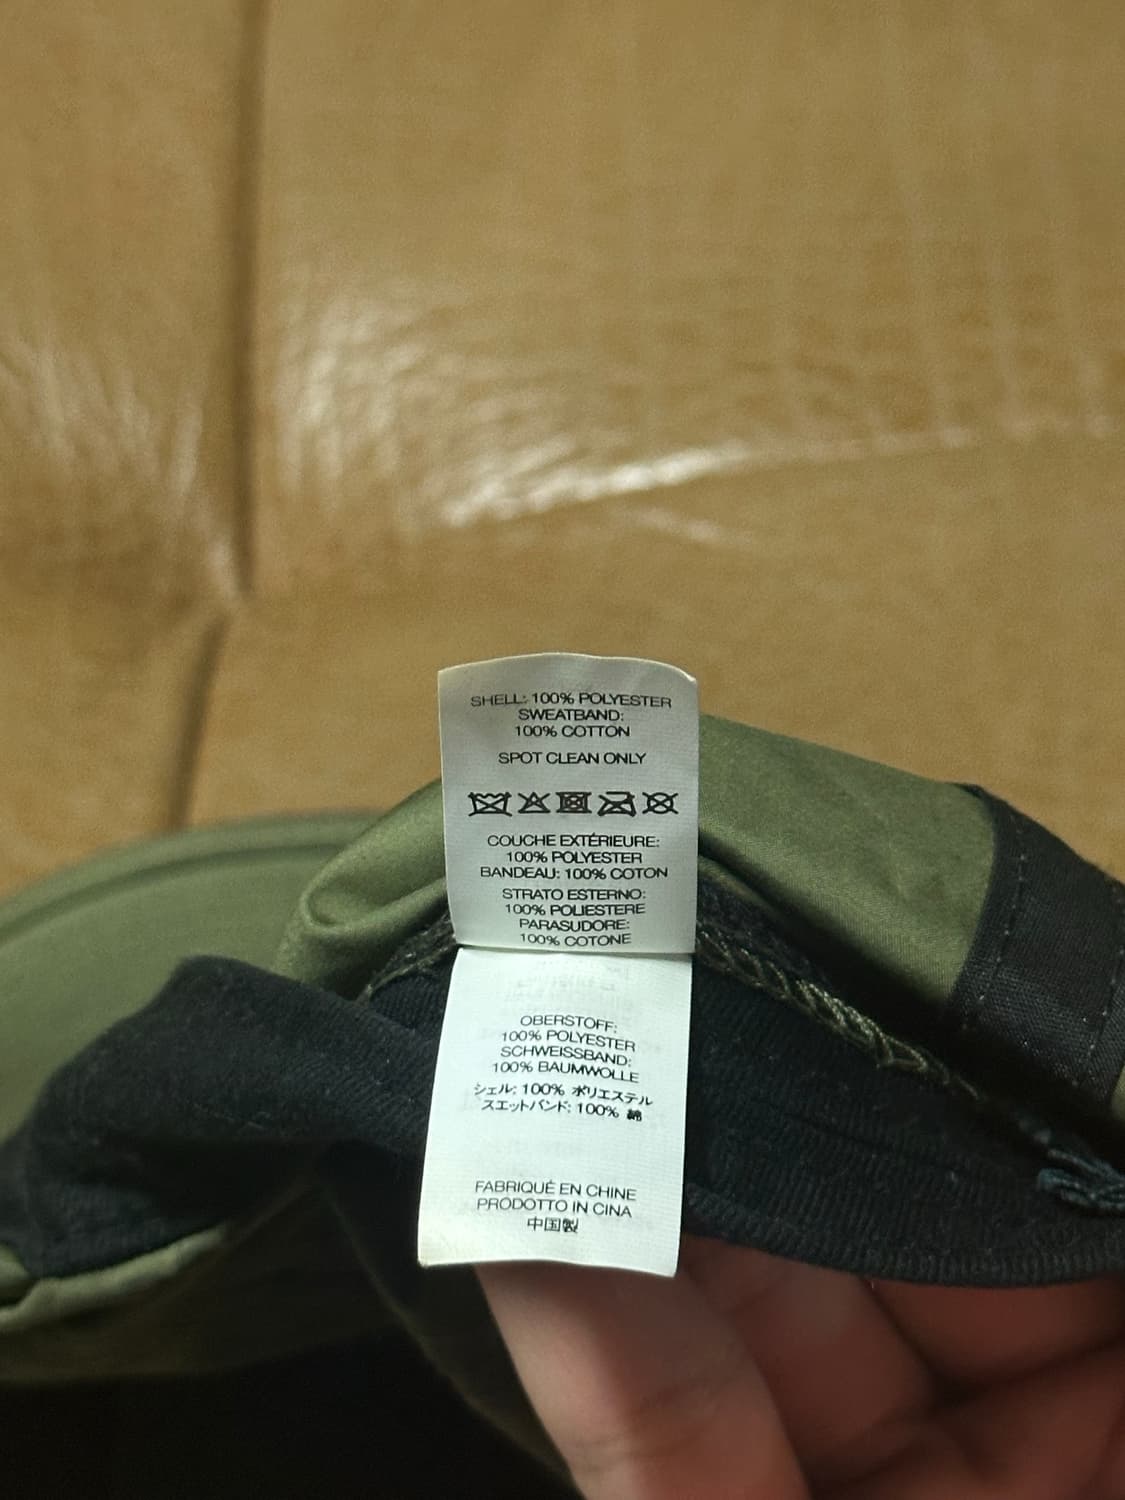 SHELL: 100% POLYESTER
SWEATBAND:
100% COTTON
SPOT CLEAN ONLY
COUCHE EXTÉRIEURE:
100% POLYESTER
BANDEAU: 100% COTON
STRATO ESTERNO:
100% POLIESTERE
PARASUDORE:
100% COTONE
OBERSTOFF:
100% POLYESTER
SCHWEISSBAND:
100% BAUMWOLLE
シェル: 100% ポリエステル
スエットバンド: 100% 綿
FABRIQUÉ EN CHINE
PRODOTTO IN CINA
中国製